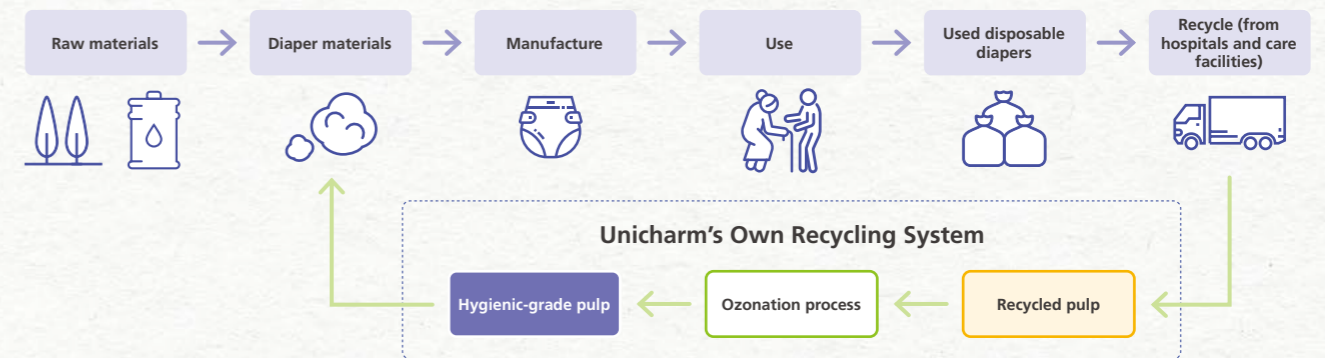 Raw materials
Diaper materials
Manufacture
Use
Used disposable
diapers
Recycle (from
hospitals and care
facilities)
Unicharm's Own Recycling System
Hygienic-grade pulp
Ozonation process
Recycled pulp